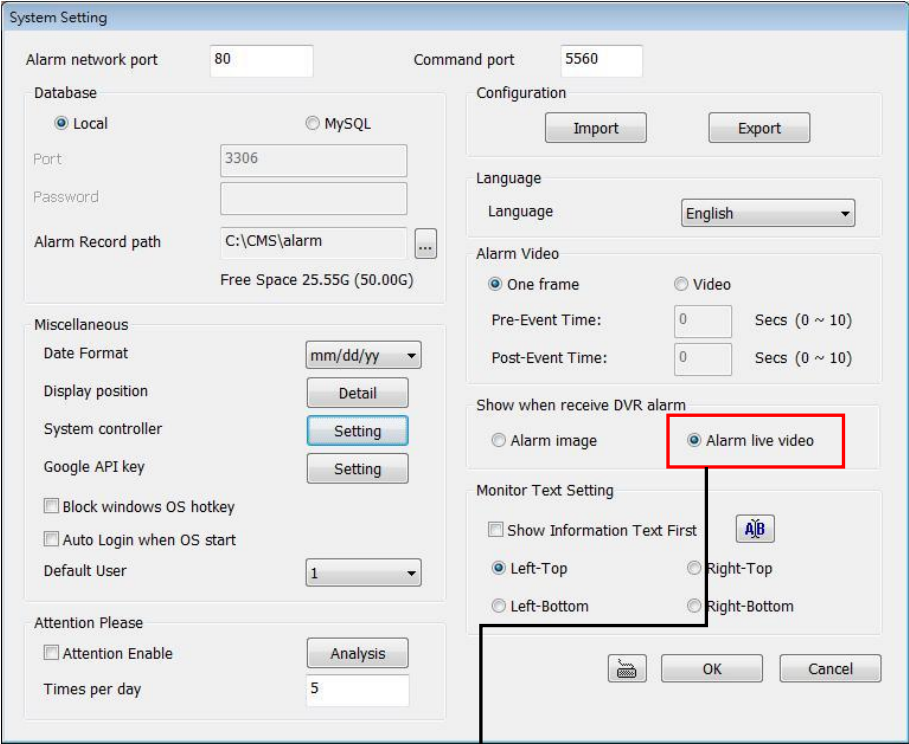 System Setting
Alarm network port 80 Command port 5560
Database
Local MySQL
Port 3306
Password
Alarm Record path C:\CMS\alarm ...
Free Space 25.55G (50.00G)
Miscellaneous
Date Format mm/dd/yy
Display position Detail
System controller Setting
Google API key Setting
Block windows OS hotkey
Auto Login when OS start
Default User 1
Attention Please
Attention Enable Analysis
Times per day 5
Configuration
Import Export
Language
Language English
Alarm Video
One frame Video
Pre-Event Time: 0 Secs (0 ~ 10)
Post-Event Time: 0 Secs (0 ~ 10)
Show when receive DVR alarm
Alarm image Alarm live video
Monitor Text Setting
Show Information Text First AB
Left-Top Right-Top
Left-Bottom Right-Bottom
OK Cancel